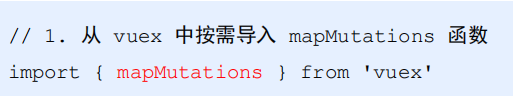 // 1. 从 vuex 中按需导入 mapMutations 函数
import { mapMutations } from 'vuex'